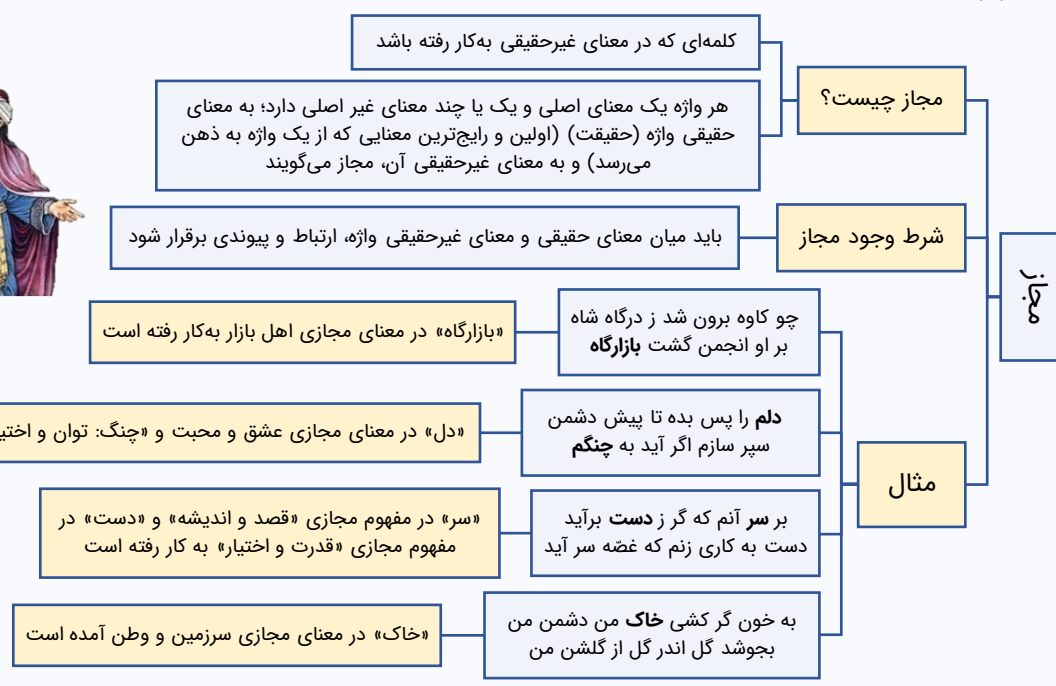 مجاز
مجاز چیست؟
کلمه‌ای که در معنای غیرحقیقی به‌کار رفته باشد
هر واژه یک معنای اصلی و یک یا چند معنای غیر اصلی دارد؛ به معنای
حقیقی واژه (حقیقت) (اولین و رایج‌ترین معنایی که از یک واژه به ذهن
می‌رسد) و به معنای غیرحقیقی آن، مجاز می‌گویند
شرط وجود مجاز
باید میان معنای حقیقی و معنای غیرحقیقی واژه، ارتباط و پیوندی برقرار شود
مثال
چو کاوه برون شد ز درگاه شاه
بر او انجمن گشت بازارگاه
«بازارگاه» در معنای مجازی اهل بازار به‌کار رفته است
دلم را پس بده تا پیش دشمن
سپر سازم اگر آید به چنگم
«دل» در معنای مجازی عشق و محبت و «چنگ: توان و
بر سر آنم که گر ز دست برآید
دست به کاری زنم که غصّه سر آید
«سر» در مفهوم مجازی «قصد و اندیشه» و «دست» در
مفهوم مجازی «قدرت و اختیار» به کار رفته است
به خون گر کشی خاک من دشمن من
بجوشد گل اندر گل از گلشن من
«خاک» در معنای مجازی سرزمین و وطن آمده است